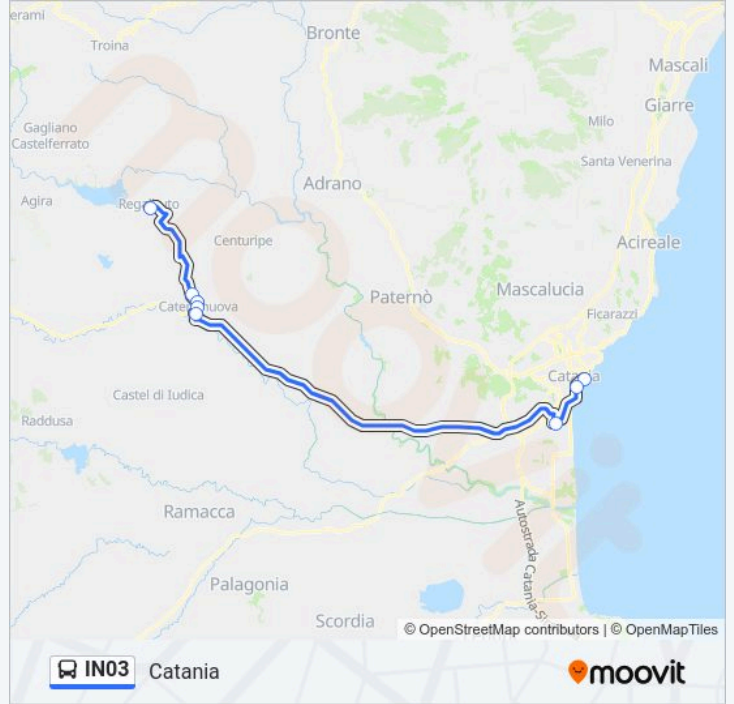 erami
Troina
Bronte
Mascali
Giarre
Milo
Gagliano
Castelferrato
Santa Venerina
Adrano
Agira
Centuripe
Acireale
Paternò
Mascalucia
Ficarazzi
Catania
Castel di Iudica
Raddusa
Ramacca
Autostrada Catania-S
Palagonia
Scordia
© OpenStreetMap contributors | © OpenMapTiles
IN03 Catania
moovit